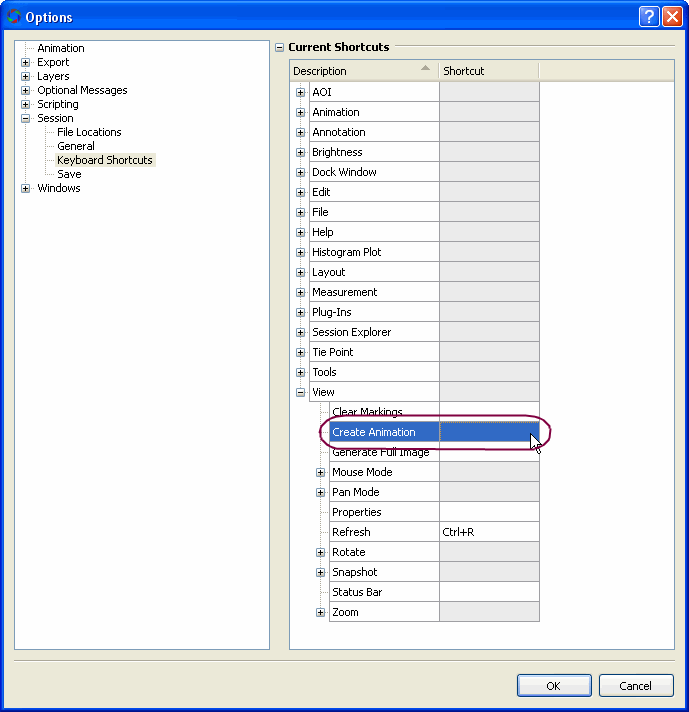 Options
Animation
Export
Layers
Optional Messages
Scripting
Session
File Locations
General
Keyboard Shortcuts
Save
Windows
Current Shortcuts
Description Shortcut
AOI
Animation
Annotation
Brightness
Dock Window
Edit
File
Help
Histogram Plot
Layout
Measurement
Plug-Ins
Session Explorer
Tie Point
Tools
View
Clear Markings
Create Animation
Generate Full Image
Mouse Mode
Pan Mode
Properties
Refresh Ctrl+R
Rotate
Snapshot
Status Bar
Zoom
OK Cancel